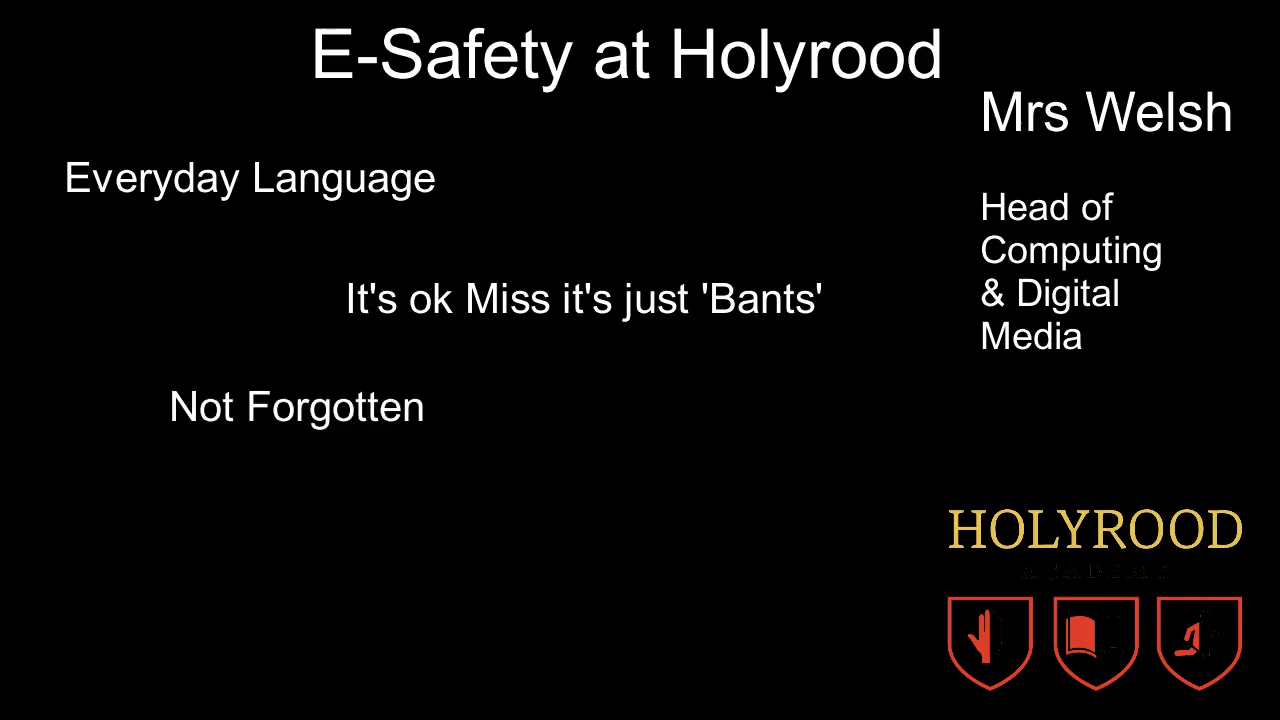 E-Safety at Holyrood
Mrs Welsh
Everyday Language
Head of
Computing
& Digital
Media
It's ok Miss it's just 'Bants'
Not Forgotten
HOLYROOD
ACADEMY